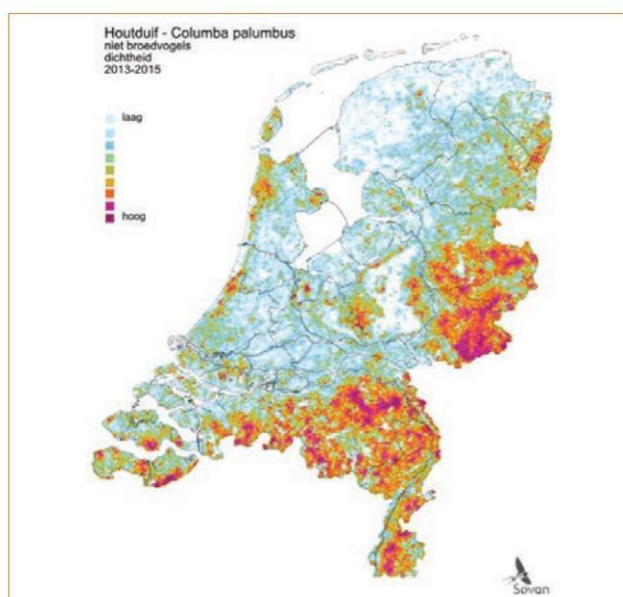 Houtduif - Columba palumbus
niet broedvogels
dichtheid
2013-2015
laag
hoog
Sovon